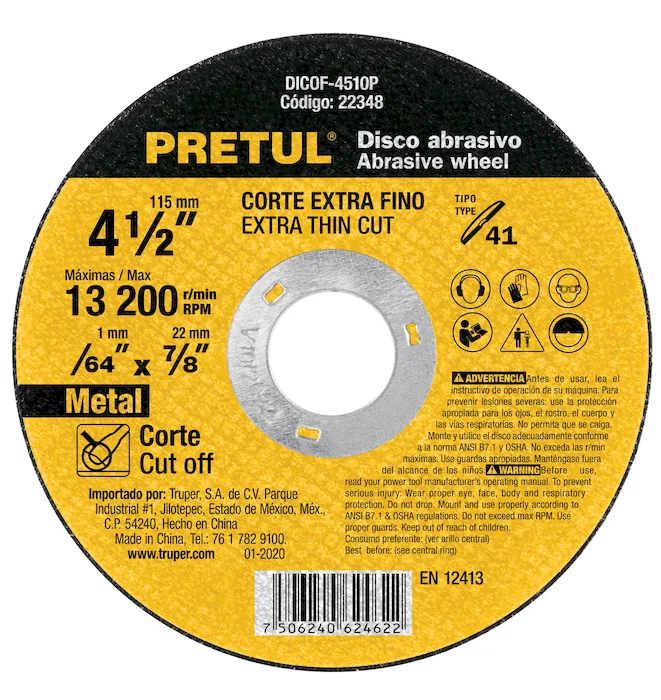 DICOF-4510P
Código: 22348
PRETUL®
Disco abrasivo
Abrasive wheel
115 mm
4 ½"
CORTE EXTRA FINO
EXTRA THIN CUT
TIPO
TYPE
41
Máximas / Max
13 200 r/min
RPM
1 mm 22 mm
/64" x 7/8"
Metal
Corte
Cut off
ADVERTENCIA Antes de usar, lea el
instructivo de operación de su máquina. Para
prevenir lesiones severas: use la protección
apropiada para los ojos, el rostro, el cuerpo y
las vías respiratorias. No permita que se caiga.
Monte y utilice el disco adecuadamente conforme
a la norma ANSI B7.1 y OSHA. No exceda las r/min
máximas. Use guardas apropiadas. Manténgase fuera
del alcance de los niños. WARNING Before use,
read your power tool manufacturer's operating manual. To prevent
serious injury: Wear proper eye, face, body and respiratory
protection. Do not drop. Mount and use properly according to
ANSI B7.1 & OSHA regulations. Do not exceed max RPM. Use
proper guards. Keep out of reach of children.
Consumo preferente: (ver arillo central)
Best before: (see central ring)
Importado por: Truper, S.A. de C.V. Parque
Industrial #1, Jilotepec, Estado de México, Méx.,
C.P. 54240, Hecho en China
Made in China, Tel.: 76 1 782 9100.
www.truper.com 01-2020
EN 12413
7 506240 624622